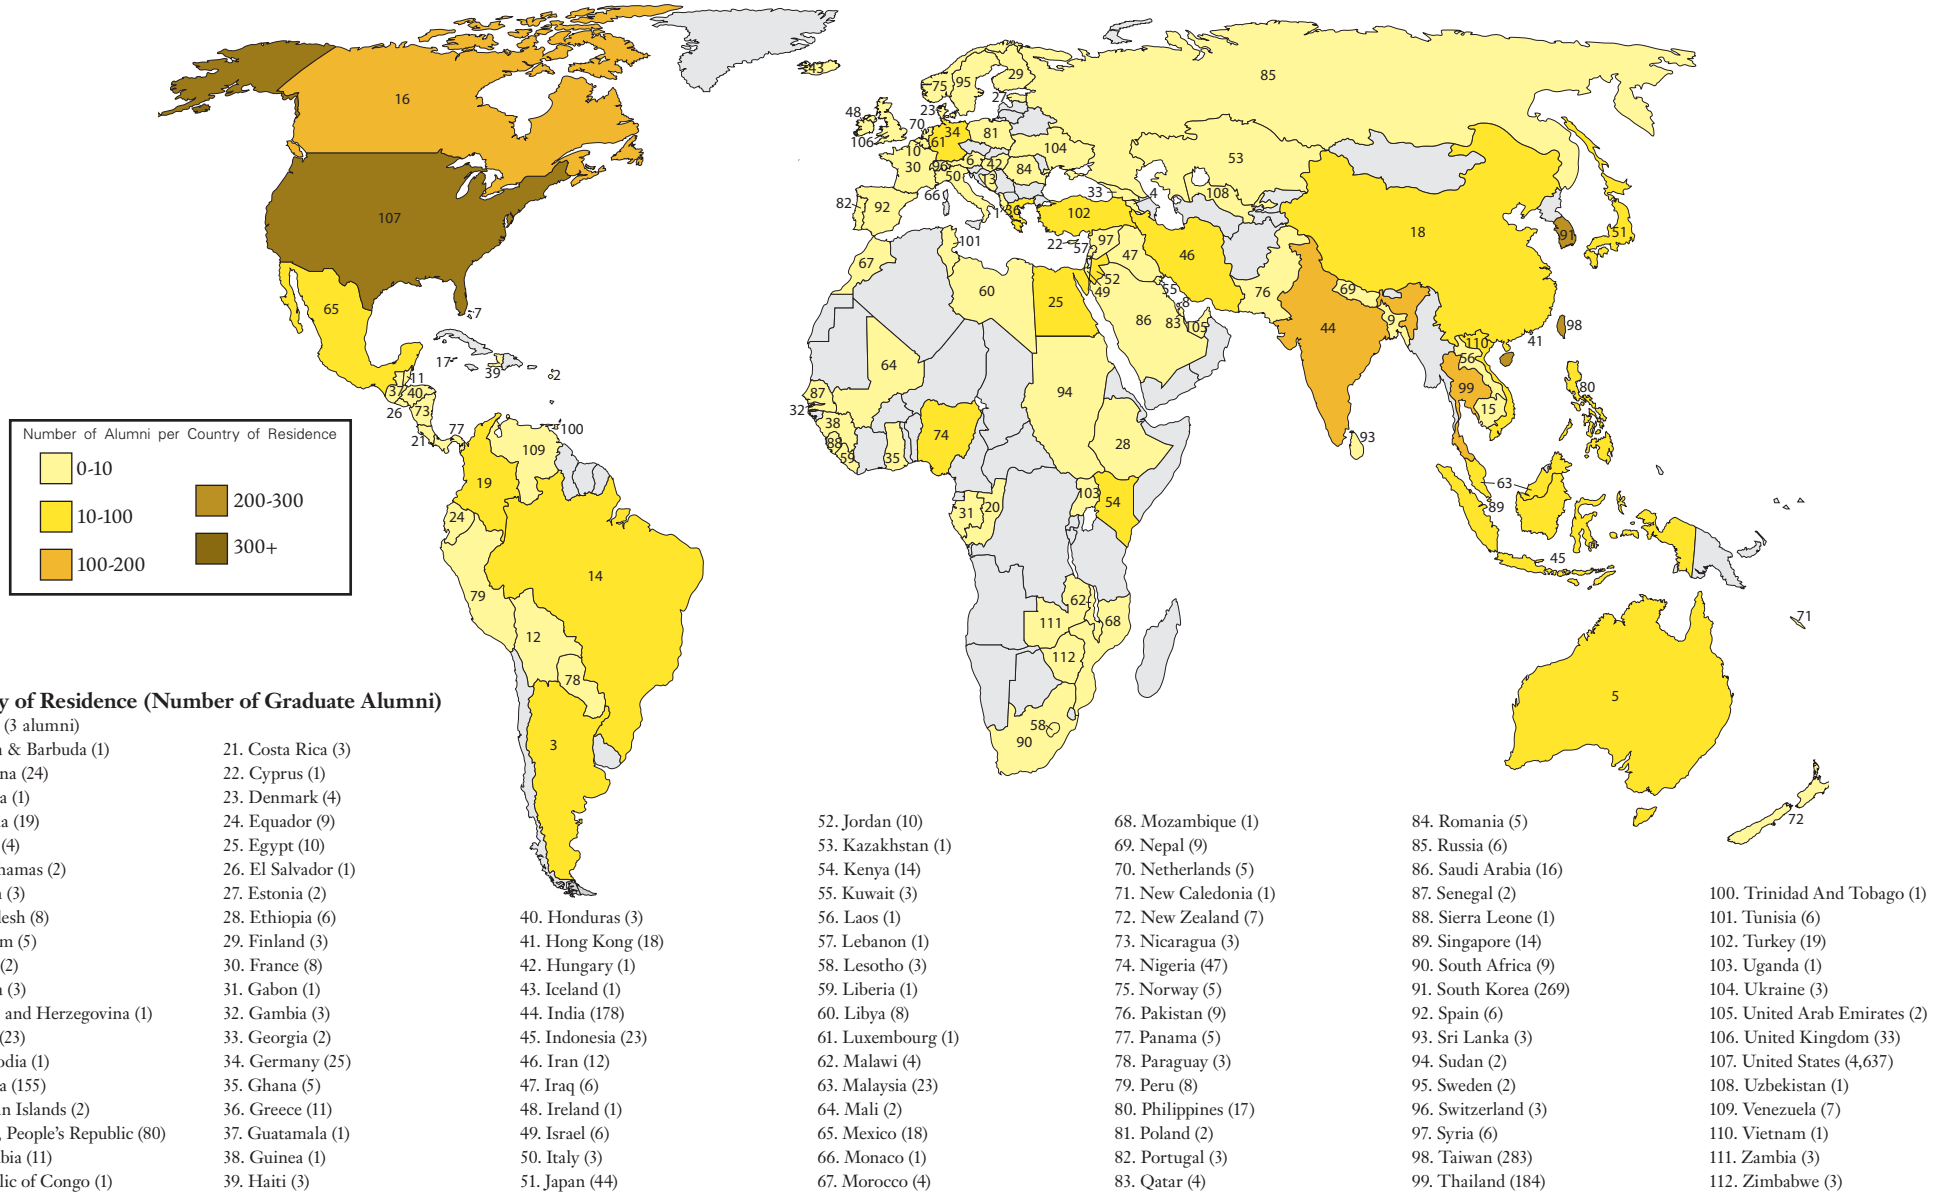 Number of Alumni per Country of Residence
0-10
10-100
100-200
200-300
300+
y of Residence (Number of Graduate Alumni)
(3 alumni)
& Barbuda (1)
na (24)
a (1)
a (19)
(4)
hamas (2)
(3)
esh (8)
m (5)
(2)
(3)
and Herzegovina (1)
(23)
odia (1)
a (155)
n Islands (2)
, People's Republic (80)
bia (11)
lic of Congo (1)
21. Costa Rica (3)
22. Cyprus (1)
23. Denmark (4)
24. Equador (9)
25. Egypt (10)
26. El Salvador (1)
27. Estonia (2)
28. Ethiopia (6)
29. Finland (3)
30. France (8)
31. Gabon (1)
32. Gambia (3)
33. Georgia (2)
34. Germany (25)
35. Ghana (5)
36. Greece (11)
37. Guatamala (1)
38. Guinea (1)
39. Haiti (3)
40. Honduras (3)
41. Hong Kong (18)
42. Hungary (1)
43. Iceland (1)
44. India (178)
45. Indonesia (23)
46. Iran (12)
47. Iraq (6)
48. Ireland (1)
49. Israel (6)
50. Italy (3)
51. Japan (44)
52. Jordan (10)
53. Kazakhstan (1)
54. Kenya (14)
55. Kuwait (3)
56. Laos (1)
57. Lebanon (1)
58. Lesotho (3)
59. Liberia (1)
60. Libya (8)
61. Luxembourg (1)
62. Malawi (4)
63. Malaysia (23)
64. Mali (2)
65. Mexico (18)
66. Monaco (1)
67. Morocco (4)
68. Mozambique (1)
69. Nepal (9)
70. Netherlands (5)
71. New Caledonia (1)
72. New Zealand (7)
73. Nicaragua (3)
74. Nigeria (47)
75. Norway (5)
76. Pakistan (9)
77. Panama (5)
78. Paraguay (3)
79. Peru (8)
80. Philippines (17)
81. Poland (2)
82. Portugal (3)
83. Qatar (4)
84. Romania (5)
85. Russia (6)
86. Saudi Arabia (16)
87. Senegal (2)
88. Sierra Leone (1)
89. Singapore (14)
90. South Africa (9)
91. South Korea (269)
92. Spain (6)
93. Sri Lanka (3)
94. Sudan (2)
95. Sweden (2)
96. Switzerland (3)
97. Syria (6)
98. Taiwan (283)
99. Thailand (184)
100. Trinidad And Tobago (1)
101. Tunisia (6)
102. Turkey (19)
103. Uganda (1)
104. Ukraine (3)
105. United Arab Emirates (2)
106. United Kingdom (33)
107. United States (4,637)
108. Uzbekistan (1)
109. Venezuela (7)
110. Vietnam (1)
111. Zambia (3)
112. Zimbabwe (3)